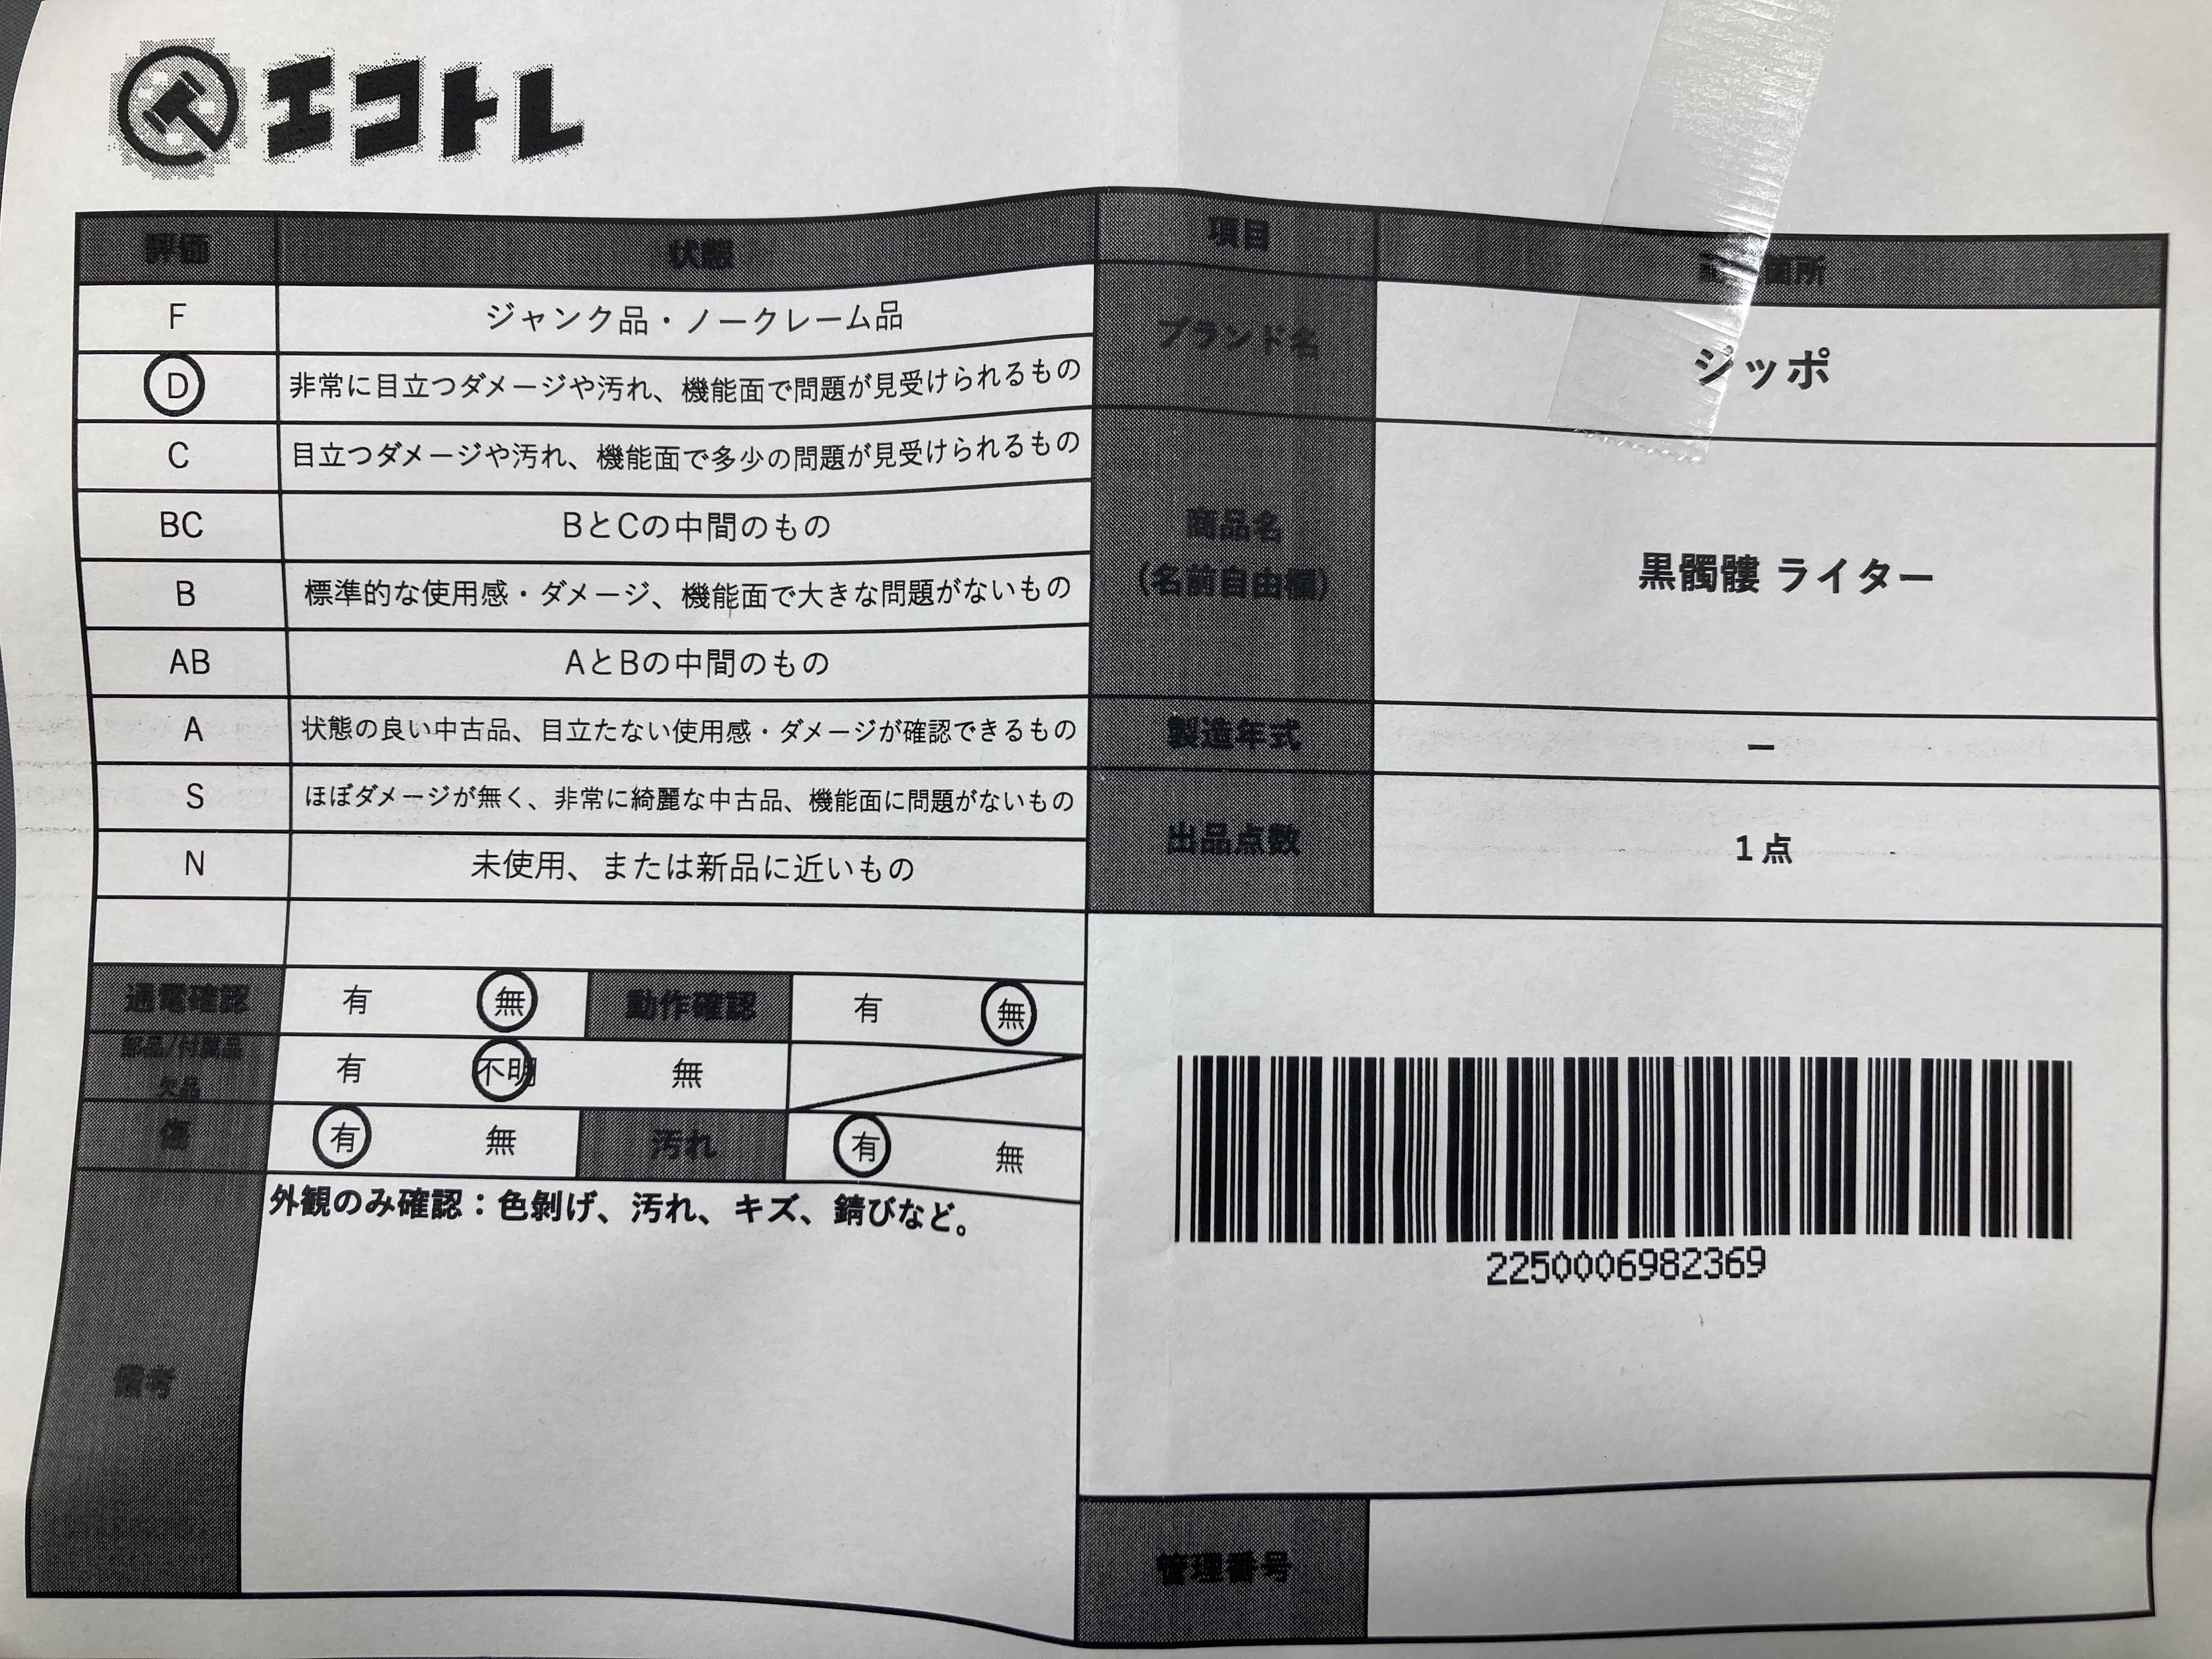 エコトレ
評価 状態
F ジャンク品・ノークレーム品
D 非常に目立つダメージや汚れ、機能面で問題が見受けられるもの
C 目立つダメージや汚れ、機能面で多少の問題が見受けられるもの
BC BとCの中間のもの
B 標準的な使用感・ダメージ、機能面で大きな問題がないもの
AB AとBの中間のもの
A 状態の良い中古品、目立たない使用感・ダメージが確認できるもの
S ほぼダメージが無く、非常に綺麗な中古品、機能面に問題がないもの
N 未使用、または新品に近いもの
通電確認 有 無 動作確認 有 無
部品/付属品
欠品 有 不明 無
傷 有 無 汚れ 有 無
備考 外観のみ確認：色剝げ、汚れ、キズ、錆びなど。
項目 箇所
ブランド名 ジッポ
商品名
(名前自由欄) 黒髑髏 ライター
製造年式 ー
出品点数 1点
2250006982369
管理番号